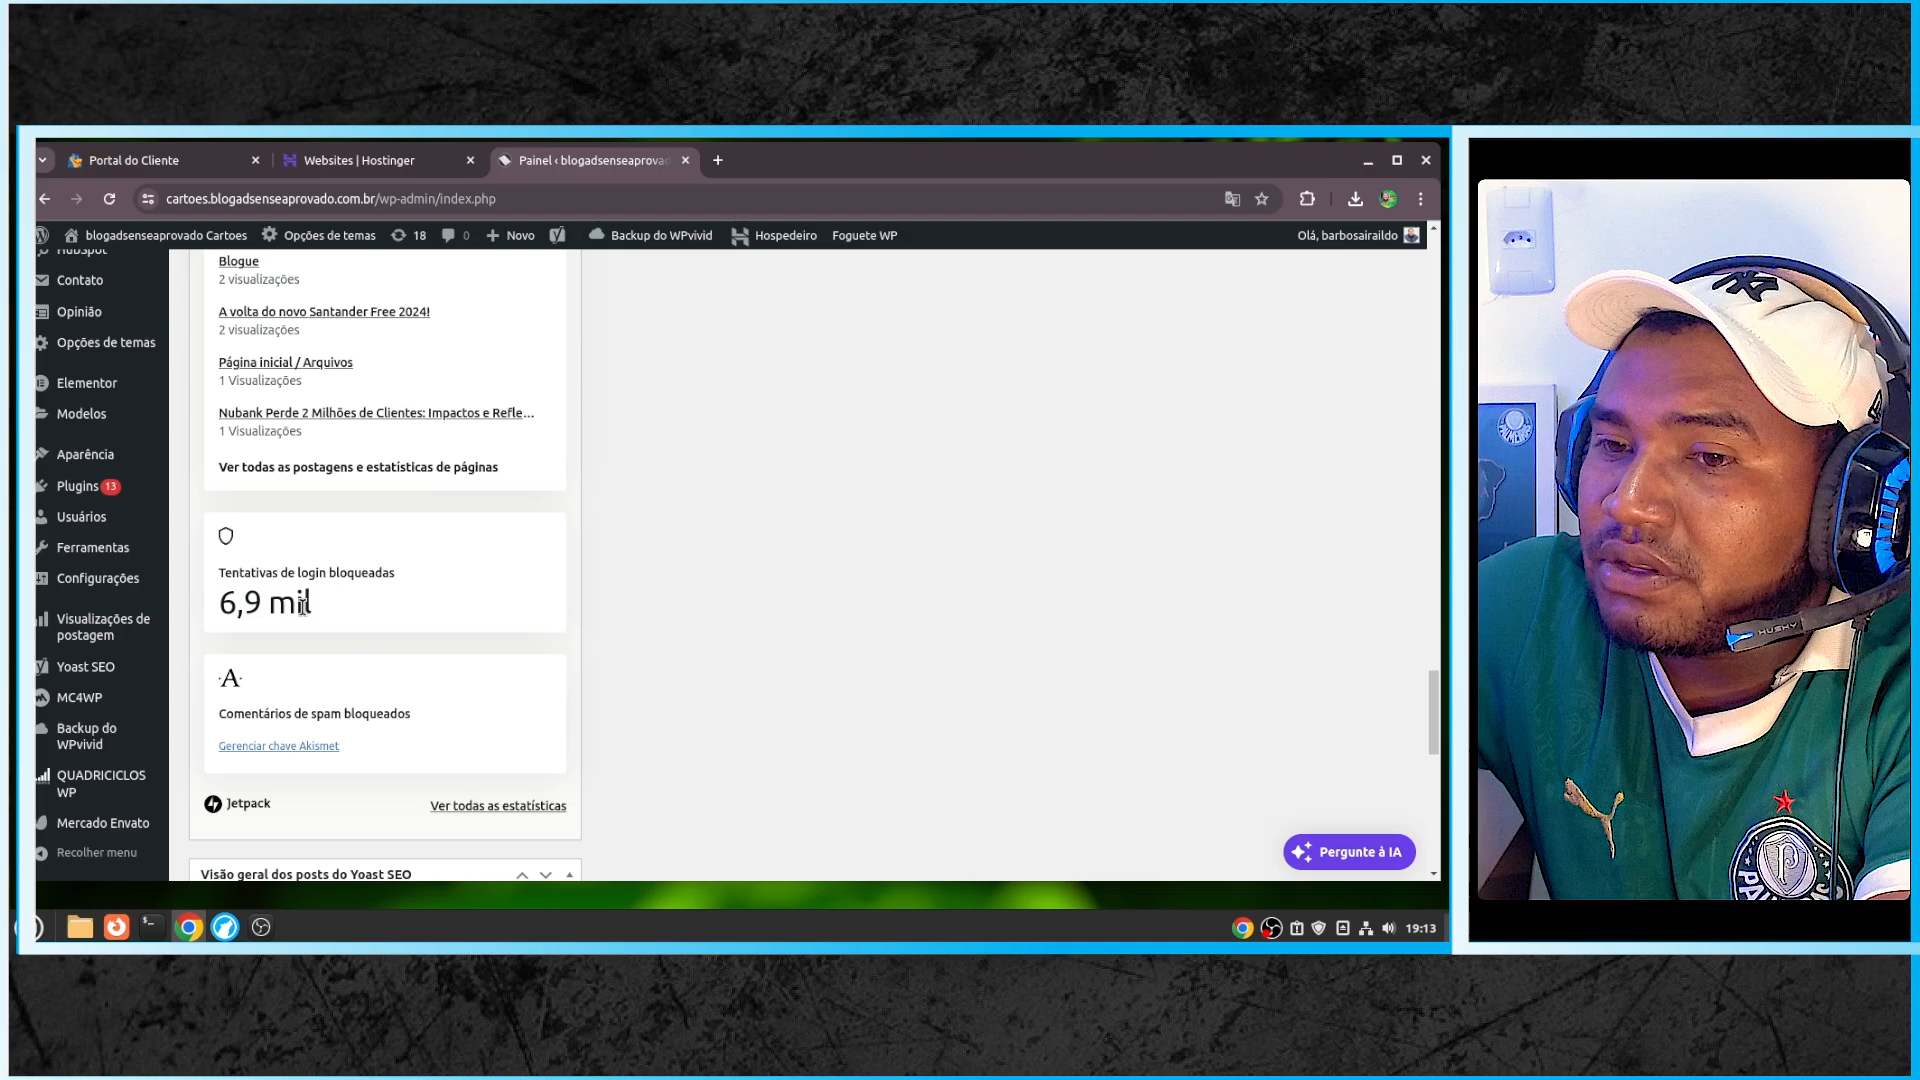 Portal do Cliente
Websites | Hostinger
Painel ‹ blogadsenseaprovad
cartoes.blogadsenseaprovado.com.br/wp-admin/index.php
blogadsenseaprovado Cartoes
Opções de temas
18
0
Novo
Backup do WPvivid
Hospedeiro
Foguete WP
Olá, barbosairaildo
HubSpot
Contato
Opinião
Opções de temas
Elementor
Modelos
Aparência
Plugins 13
Usuários
Ferramentas
Configurações
Visualizações de
postagem
Yoast SEO
MC4WP
Backup do
WPvivid
QUADRICICLOS
WP
Mercado Envato
Recolher menu
Blogue
2 visualizações
A volta do novo Santander Free 2024!
2 visualizações
Página inicial / Arquivos
1 Visualizações
Nubank Perde 2 Milhões de Clientes: Impactos e Refle...
1 Visualizações
Ver todas as postagens e estatísticas de páginas
Tentativas de login bloqueadas
6,9 mil
·A·
Comentários de spam bloqueados
Gerenciar chave Akismet
Jetpack
Ver todas as estatísticas
Visão geral dos posts do Yoast SEO
Pergunte à IA
19:13
HUSKY
PALMEIRAS
P